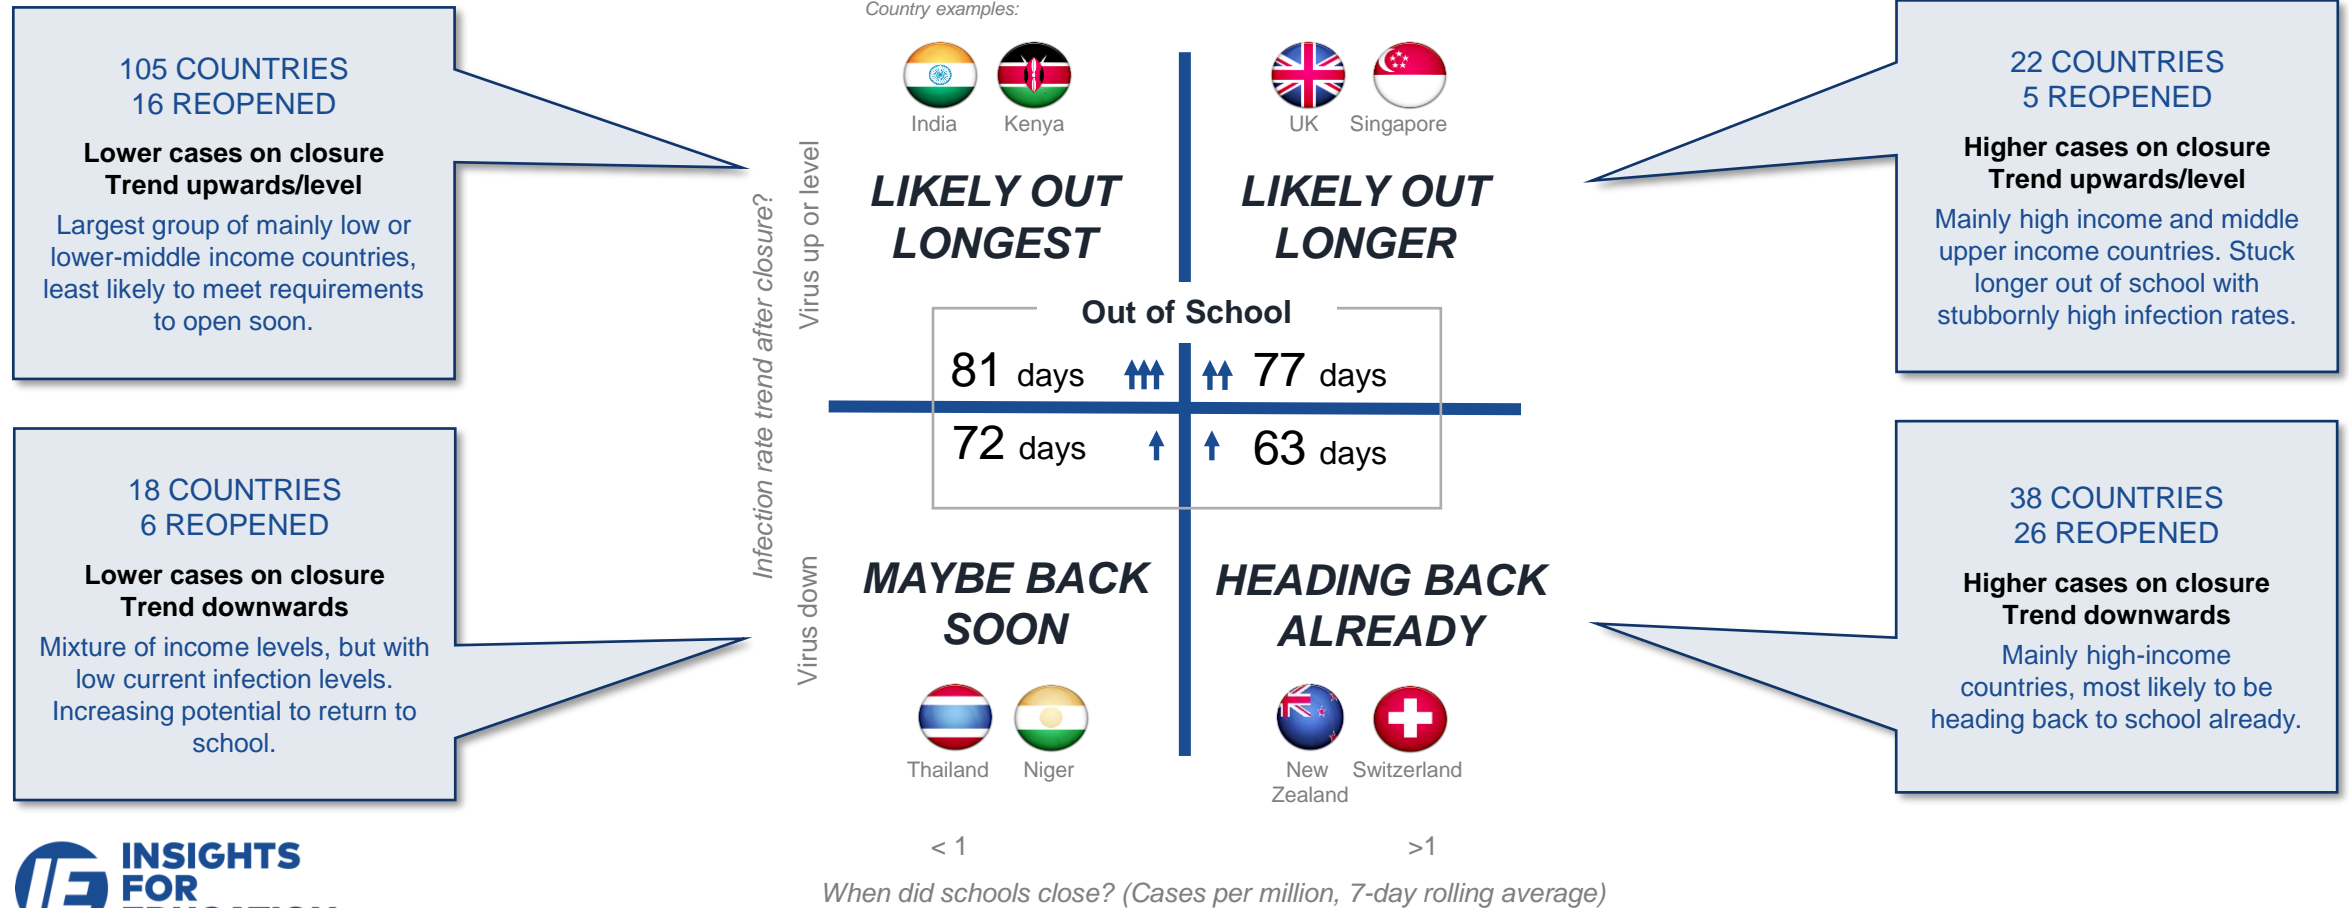 Country examples:
105 COUNTRIES
16 REOPENED
Lower cases on closure
Trend upwards/level
Largest group of mainly low or
lower-middle income countries,
least likely to meet requirements
to open soon.
India Kenya
UK Singapore
LIKELY OUT
LONGEST
LIKELY OUT
LONGER
22 COUNTRIES
5 REOPENED
Higher cases on closure
Trend upwards/level
Mainly high income and middle
upper income countries. Stuck
longer out of school with
stubbornly high infection rates.
Infection rate trend after closure?
Virus up or level
Virus down
Out of School
81 days
77 days
72 days
63 days
18 COUNTRIES
6 REOPENED
Lower cases on closure
Trend downwards
Mixture of income levels, but with
low current infection levels.
Increasing potential to return to
school.
MAYBE BACK
SOON
HEADING BACK
ALREADY
Thailand Niger
New
Zealand
Switzerland
38 COUNTRIES
26 REOPENED
Higher cases on closure
Trend downwards
Mainly high-income
countries, most likely to be
heading back to school already.
< 1
>1
When did schools close? (Cases per million, 7-day rolling average)
INSIGHTS
FOR
EDUCATION